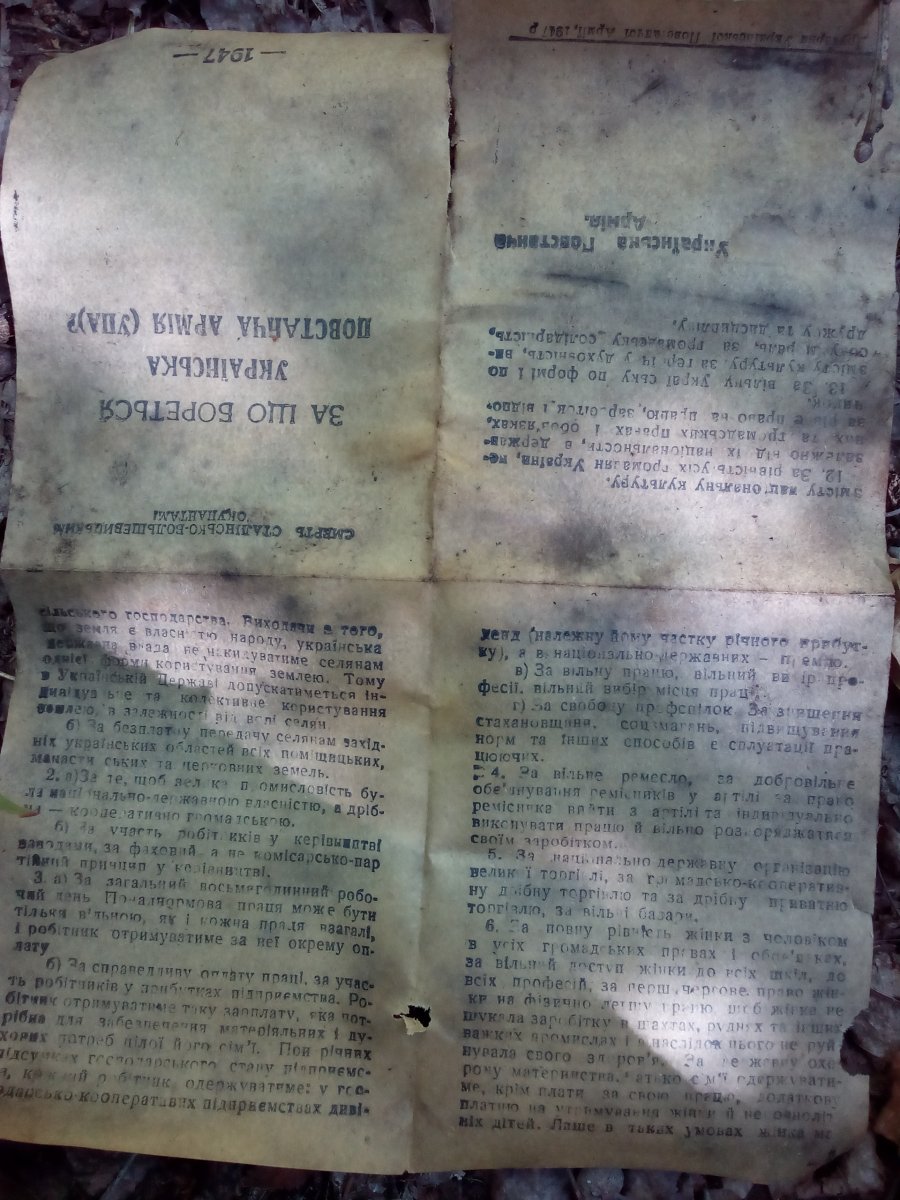 СМЕРТЬ СТАЛІНСЬКО-БОЛЬШЕВИЦЬКИМ
ОКУПАНТАМ!
ЗА ЩО БОРЕТЬСЯ
УКРАЇНСЬКА
ПОВСТАНЧА АРМІЯ (УПА)?
— 1947 —
сільського господарства. Виходячи з того,
що земля є власністю народу, українська
державна влада не накидуватиме селянам
однієї форми користування землею. Тому
в Українській Державі допускатиметься ін-
дивідуальне та колективне користування
землею, в залежності від волі селян.
б) За безплатну передачу селянам захід-
ніх українських областей всіх поміщицьких,
манастирських та церковних земель.
2. а) За те, щоб велика промисловість бу-
ла національно-державною власністю, а дріб-
на — кооперативно громадською.
б) За участь робітників у керівництві
заводами, за фаховий а не комісарсько-пар
тійний принцип у керівництві.
3. а) За загальний восьмагодинний робо-
чий день Понаднормова праця може бути
тільки вільною, як і кожна праця взагалі,
і робітник отримуватиме за неї окрему оп-
лату
б) За справедливу оплату праці, за учас-
ть робітників у прибутках підприємства. Ро-
бітник отримуватиме таку зарплату, яка пот-
рібна для забезпечення матеріяльних і ду-
хових потреб цілої його сім'ї. При річних
підсумках господарського стану підприємс-
кожний робітник одержуватиме: у гос-
подарсько-кооперативних підприємствах диві-
денд (належну йому частку річного прибут-
ку), а в національно-державних – премію.
в) За вільну працю, вільний вибір про-
фесії, вільний вибір місця праці.
г) За свободу профспілок. За знищення
стахановщини, соцзмагань, підвищування
норм та інших способів експлуатації пра-
цюючих.
4. За вільне ремесло, за добровільне
об'єднування ремісників у артілі за право
ремісника вийти з артілі та індивідуально
виконувати працю й вільно розпоряджатися
своїм заробітком.
5. За національно державну організацію
великої торгівлі, за громадсько-кооператив-
ну дрібну торгівлю та за дрібну приватню
торгівлю, за вільні базари.
6. За повну рівність жінки з чоловіком
в усіх громадських правах і обов'язках,
за вільний доступ жінки до всіх шкіл, до
всіх професій, за першочергове право жін-
ки на фізично легшу працю, щоб жінка не
шукала заробітку в шахтах, руднях та інших
важких промислах і внаслідок цього не руй-
нувала свого здоров'я. За державну охо-
рону материнства. Батько сім'ї одержувати-
ме, крім плати за свою працю, додаткову
платню на утримування жінки й неповноліт-
ніх дітей. Лише в таких умовах жінка ма
змісту національну культуру.
12. За рівність усіх громадян України, не-
залежно від їх національности, в держав-
них та громадських правах і обов'язках,
за рівне право на працю, заробіток і відпо-
чинок.
13. За вільну українську по формі і по
змісту культуру, за героїчну духовність, ви-
соку мораль, за громадську солідарність,
дружбу та дисципліну.
Українська Повстанча
Армія.
Друкарня Української Повстанчої Армії, 1947 р